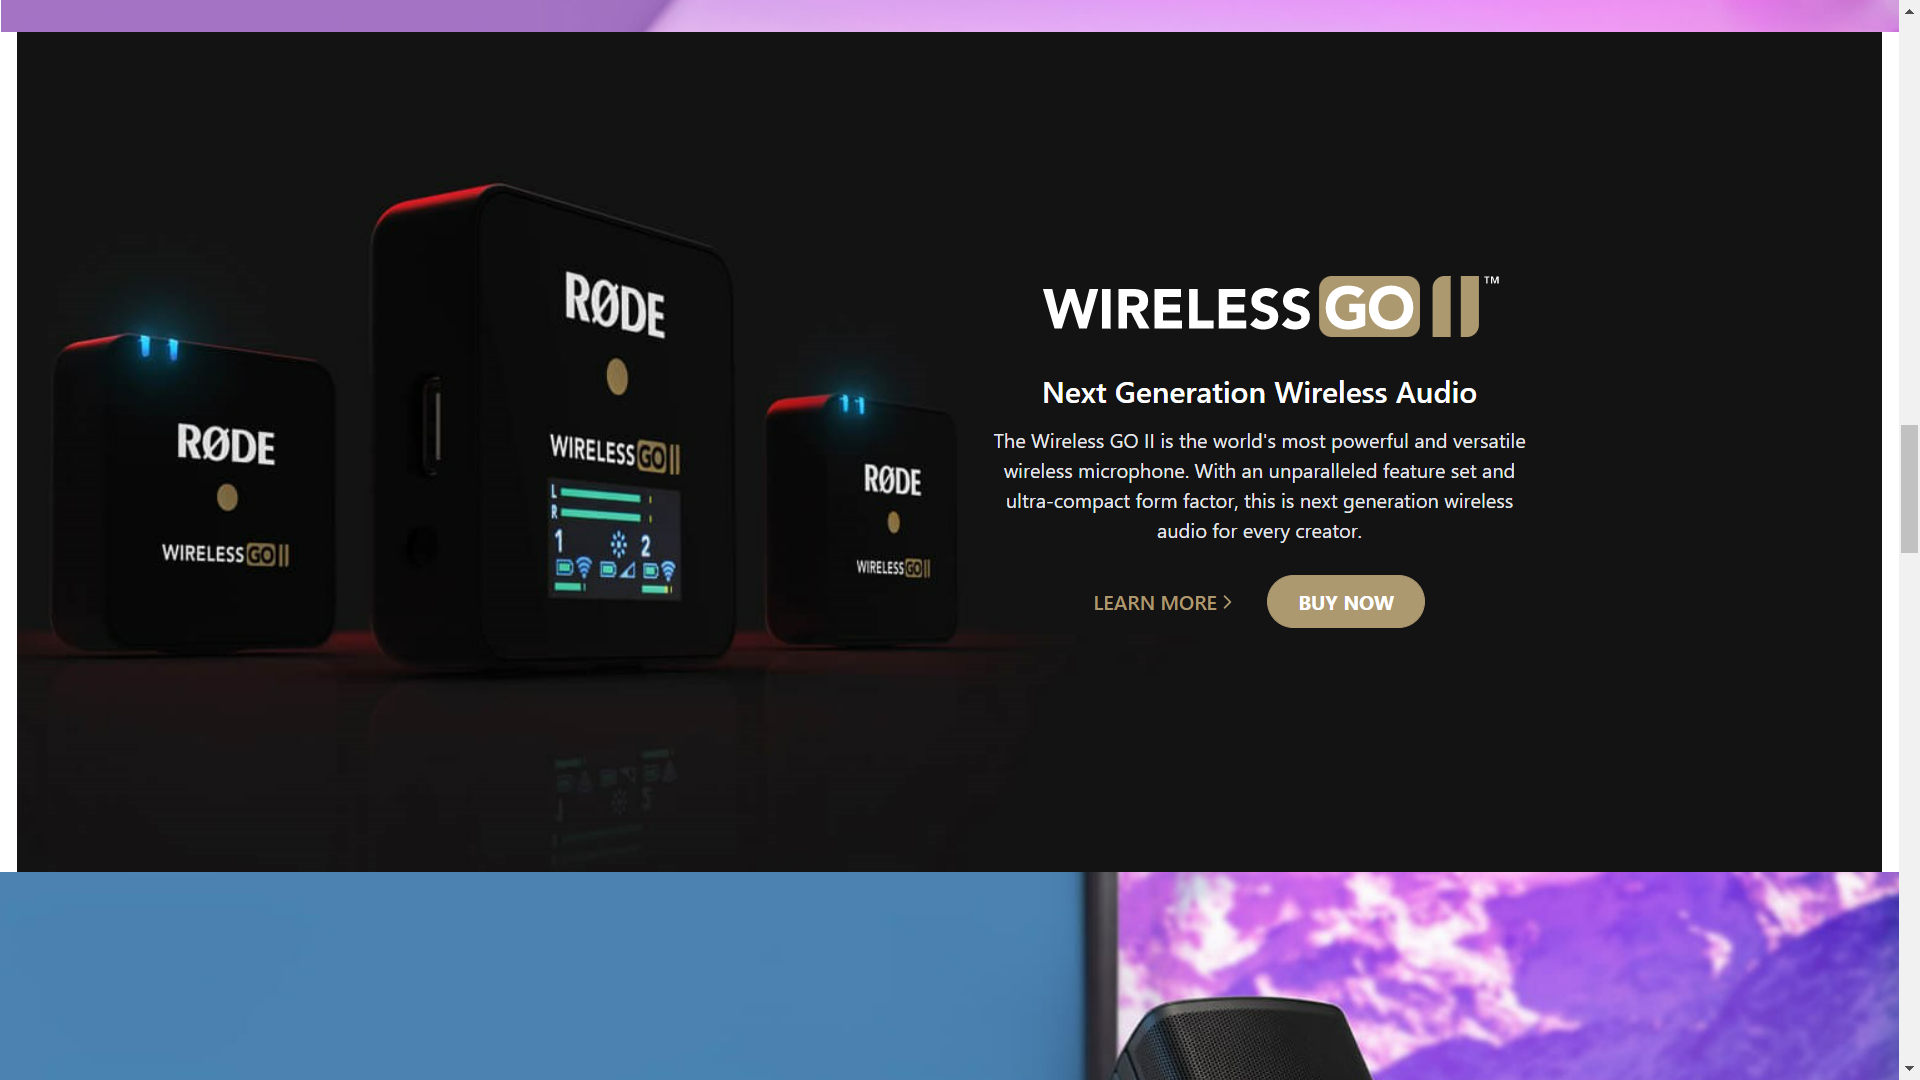 WIRELESS GO II™
Next Generation Wireless Audio
The Wireless GO II is the world's most powerful and versatile
wireless microphone. With an unparalleled feature set and
ultra-compact form factor, this is next generation wireless
audio for every creator.
LEARN MORE
BUY NOW
RØDE
WIRELESS GO II
RØDE
WIRELESS GO II
L
R
1 2
RØDE
WIRELESS GO II